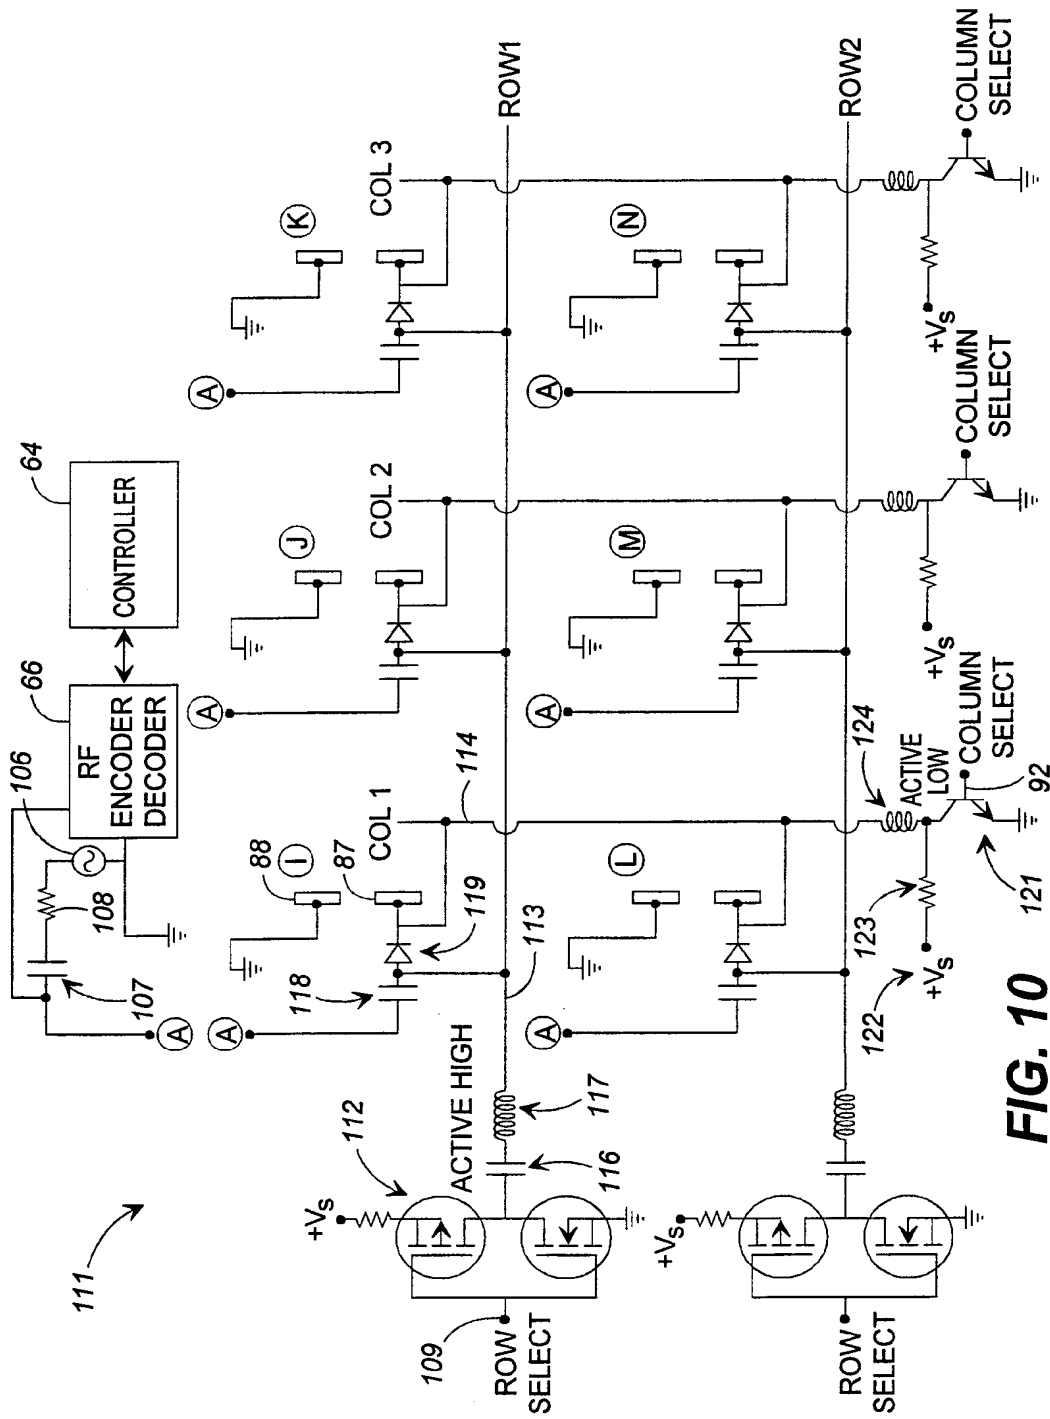 111
106
66
64
RF
ENCODER
DECODER
CONTROLLER
108
107
A
A
A
A
88
I
J
K
87
COL 1
COL 2
COL 3
118
119
114
113
ROW1
+VS
112
ACTIVE HIGH
109
ROW
SELECT
116
117
A
A
A
L
M
N
ROW2
+VS
ROW
SELECT
124
ACTIVE
LOW
122
+VS
123
121
92
COLUMN
SELECT
+VS
COLUMN
SELECT
+VS
COLUMN
SELECT
FIG. 10